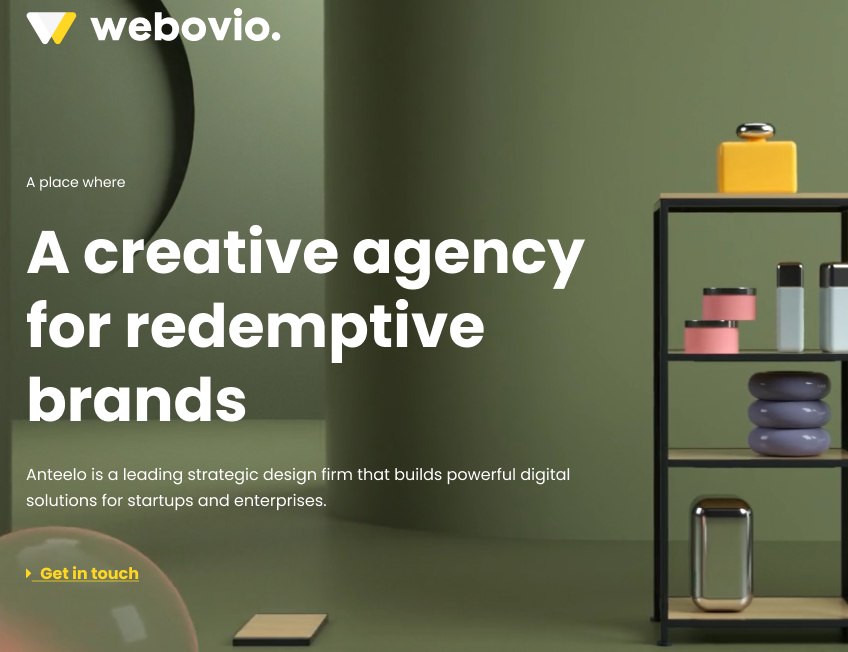 webovio.
A place where
A creative agency
for redemptive
brands
Anteelo is a leading strategic design firm that builds powerful digital
solutions for startups and enterprises.
Get in touch